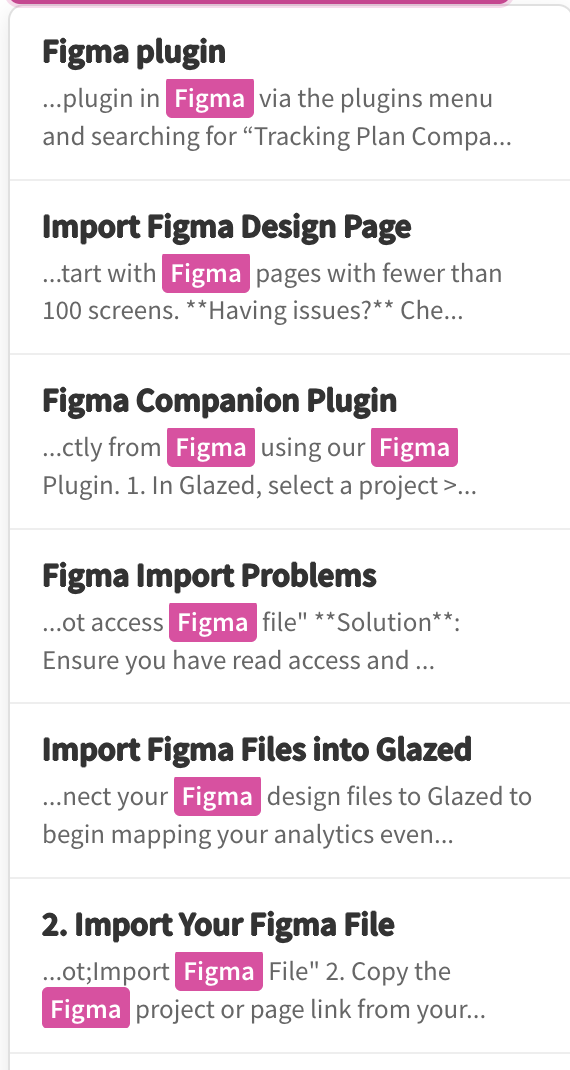 Figma plugin
...plugin in Figma via the plugins menu
and searching for “Tracking Plan Compa...
Import Figma Design Page
...tart with Figma pages with fewer than
100 screens. **Having issues?** Che...
Figma Companion Plugin
...ctly from Figma using our Figma
Plugin. 1. In Glazed, select a project >...
Figma Import Problems
...ot access Figma file" **Solution**:
Ensure you have read access and ...
Import Figma Files into Glazed
...nect your Figma design files to Glazed to
begin mapping your analytics even...
2. Import Your Figma File
...ot;Import Figma File" 2. Copy the
Figma project or page link from your...